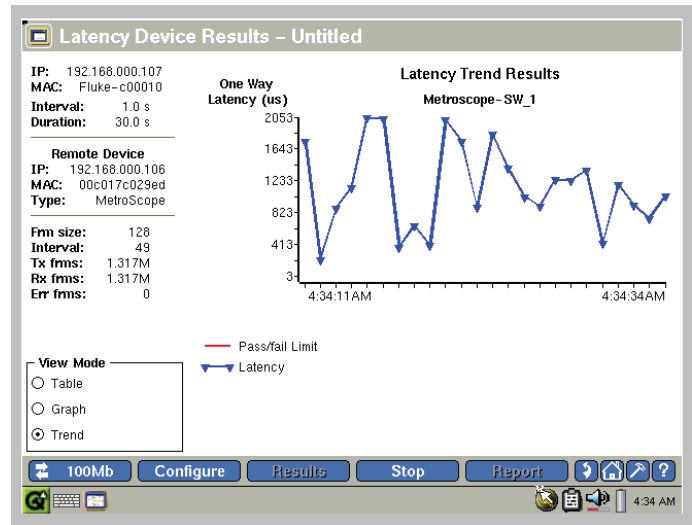 Latency Device Results – Untitled
IP: 192.168.000.107
MAC: Fluke-c00010
Interval: 1.0 s
Duration: 30.0 s
Remote Device
IP: 192.168.000.106
MAC: 00c017c029ed
Type: MetroScope
Frm size: 128
Interval: 49
Tx frms: 1.317M
Rx frms: 1.317M
Err frms: 0
Latency Trend Results
Metroscope-SW_1
One Way
Latency (us)
2053
1643
1233
823
413
3
4:34:11AM 4:34:34AM
Pass/fail Limit
Latency
View Mode
Table
Graph
Trend
100Mb Configure Results Stop Report ?
4:34 AM